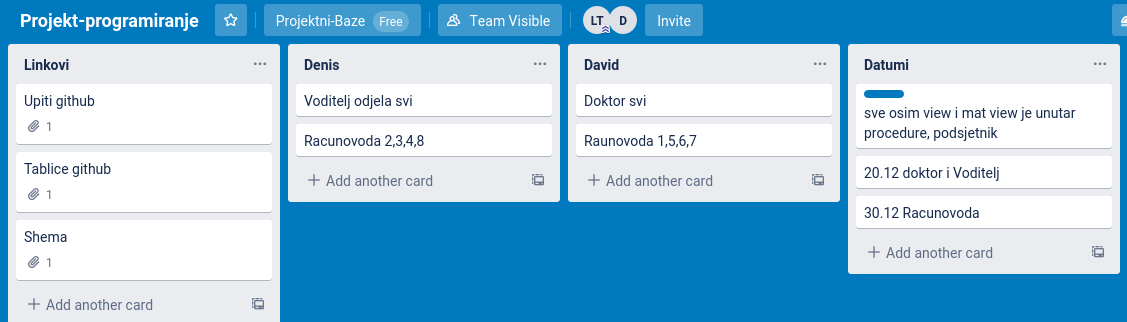 Projekt-programiranje
Projektni-Baze Free
Team Visible
LT
D
Invite
Linkovi
Upiti github
1
Tablice github
1
Shema
1
Add another card
Denis
Voditelj odjela svi
Racunovoda 2,3,4,8
Add another card
David
Doktor svi
Raunovoda 1,5,6,7
Add another card
Datumi
sve osim view i mat view je unutar
procedure, podsjetnik
20.12 doktor i Voditelj
30.12 Racunovoda
Add another card